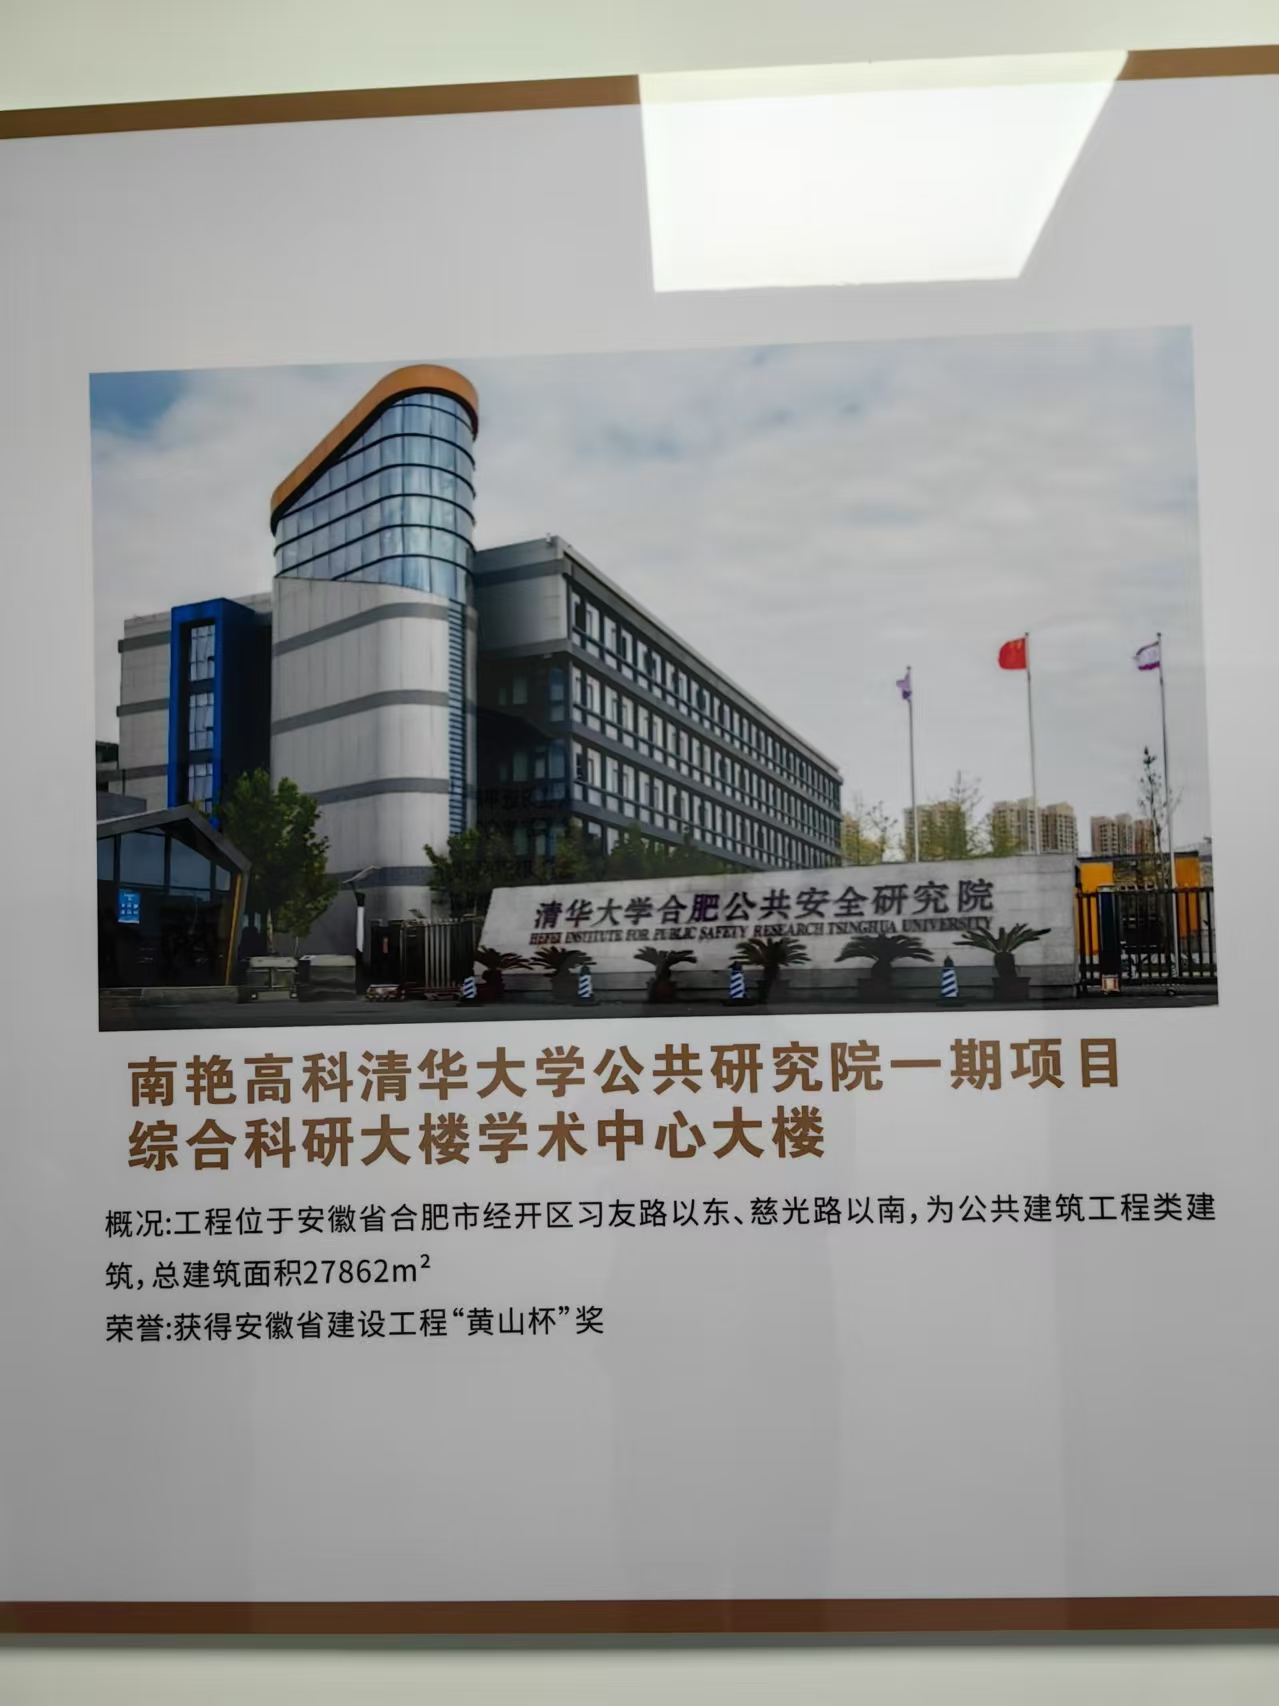 清华大学合肥公共安全研究院
HEFEI INSTITUTE FOR PUBLIC SAFETY RESEARCH TSINGHUA UNIVERSITY
南艳高科清华大学公共研究院一期项目
综合科研大楼学术中心大楼
概况:工程位于安徽省合肥市经开区习友路以东、慈光路以南,为公共建筑工程类建
筑,总建筑面积27862m²
荣誉:获得安徽省建设工程“黄山杯”奖